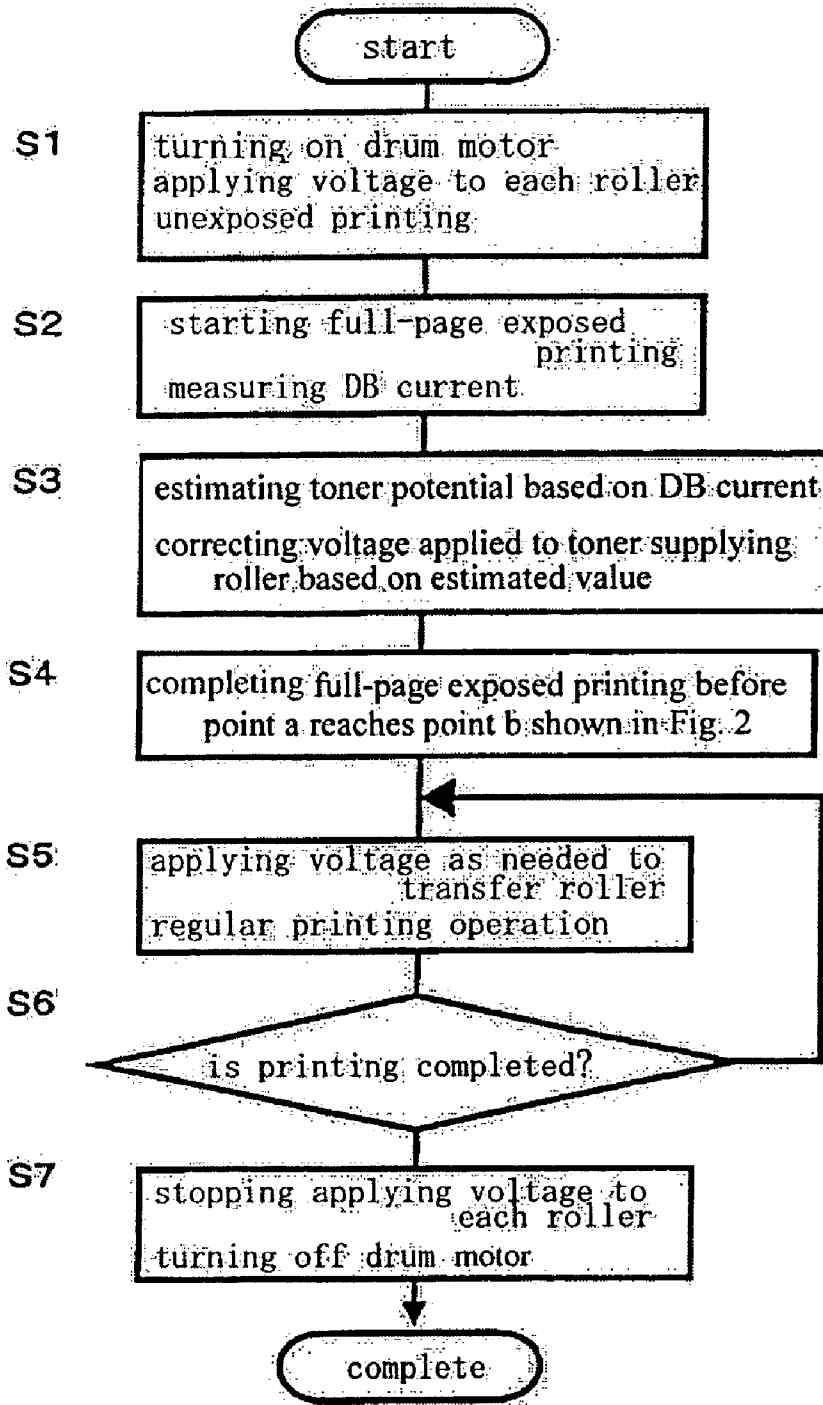 start
S1
turning on drum motor
applying voltage to each roller
unexposed printing
S2
starting full-page exposed
printing
measuring DB current
S3
estimating toner potential based on DB current
correcting voltage applied to toner supplying
roller based on estimated value
S4
completing full-page exposed printing before
point a reaches point b shown in Fig. 2
S5
applying voltage as needed to
transfer roller
regular printing operation
S6
is printing completed?
S7
stopping applying voltage to
each roller
turning off drum motor
complete